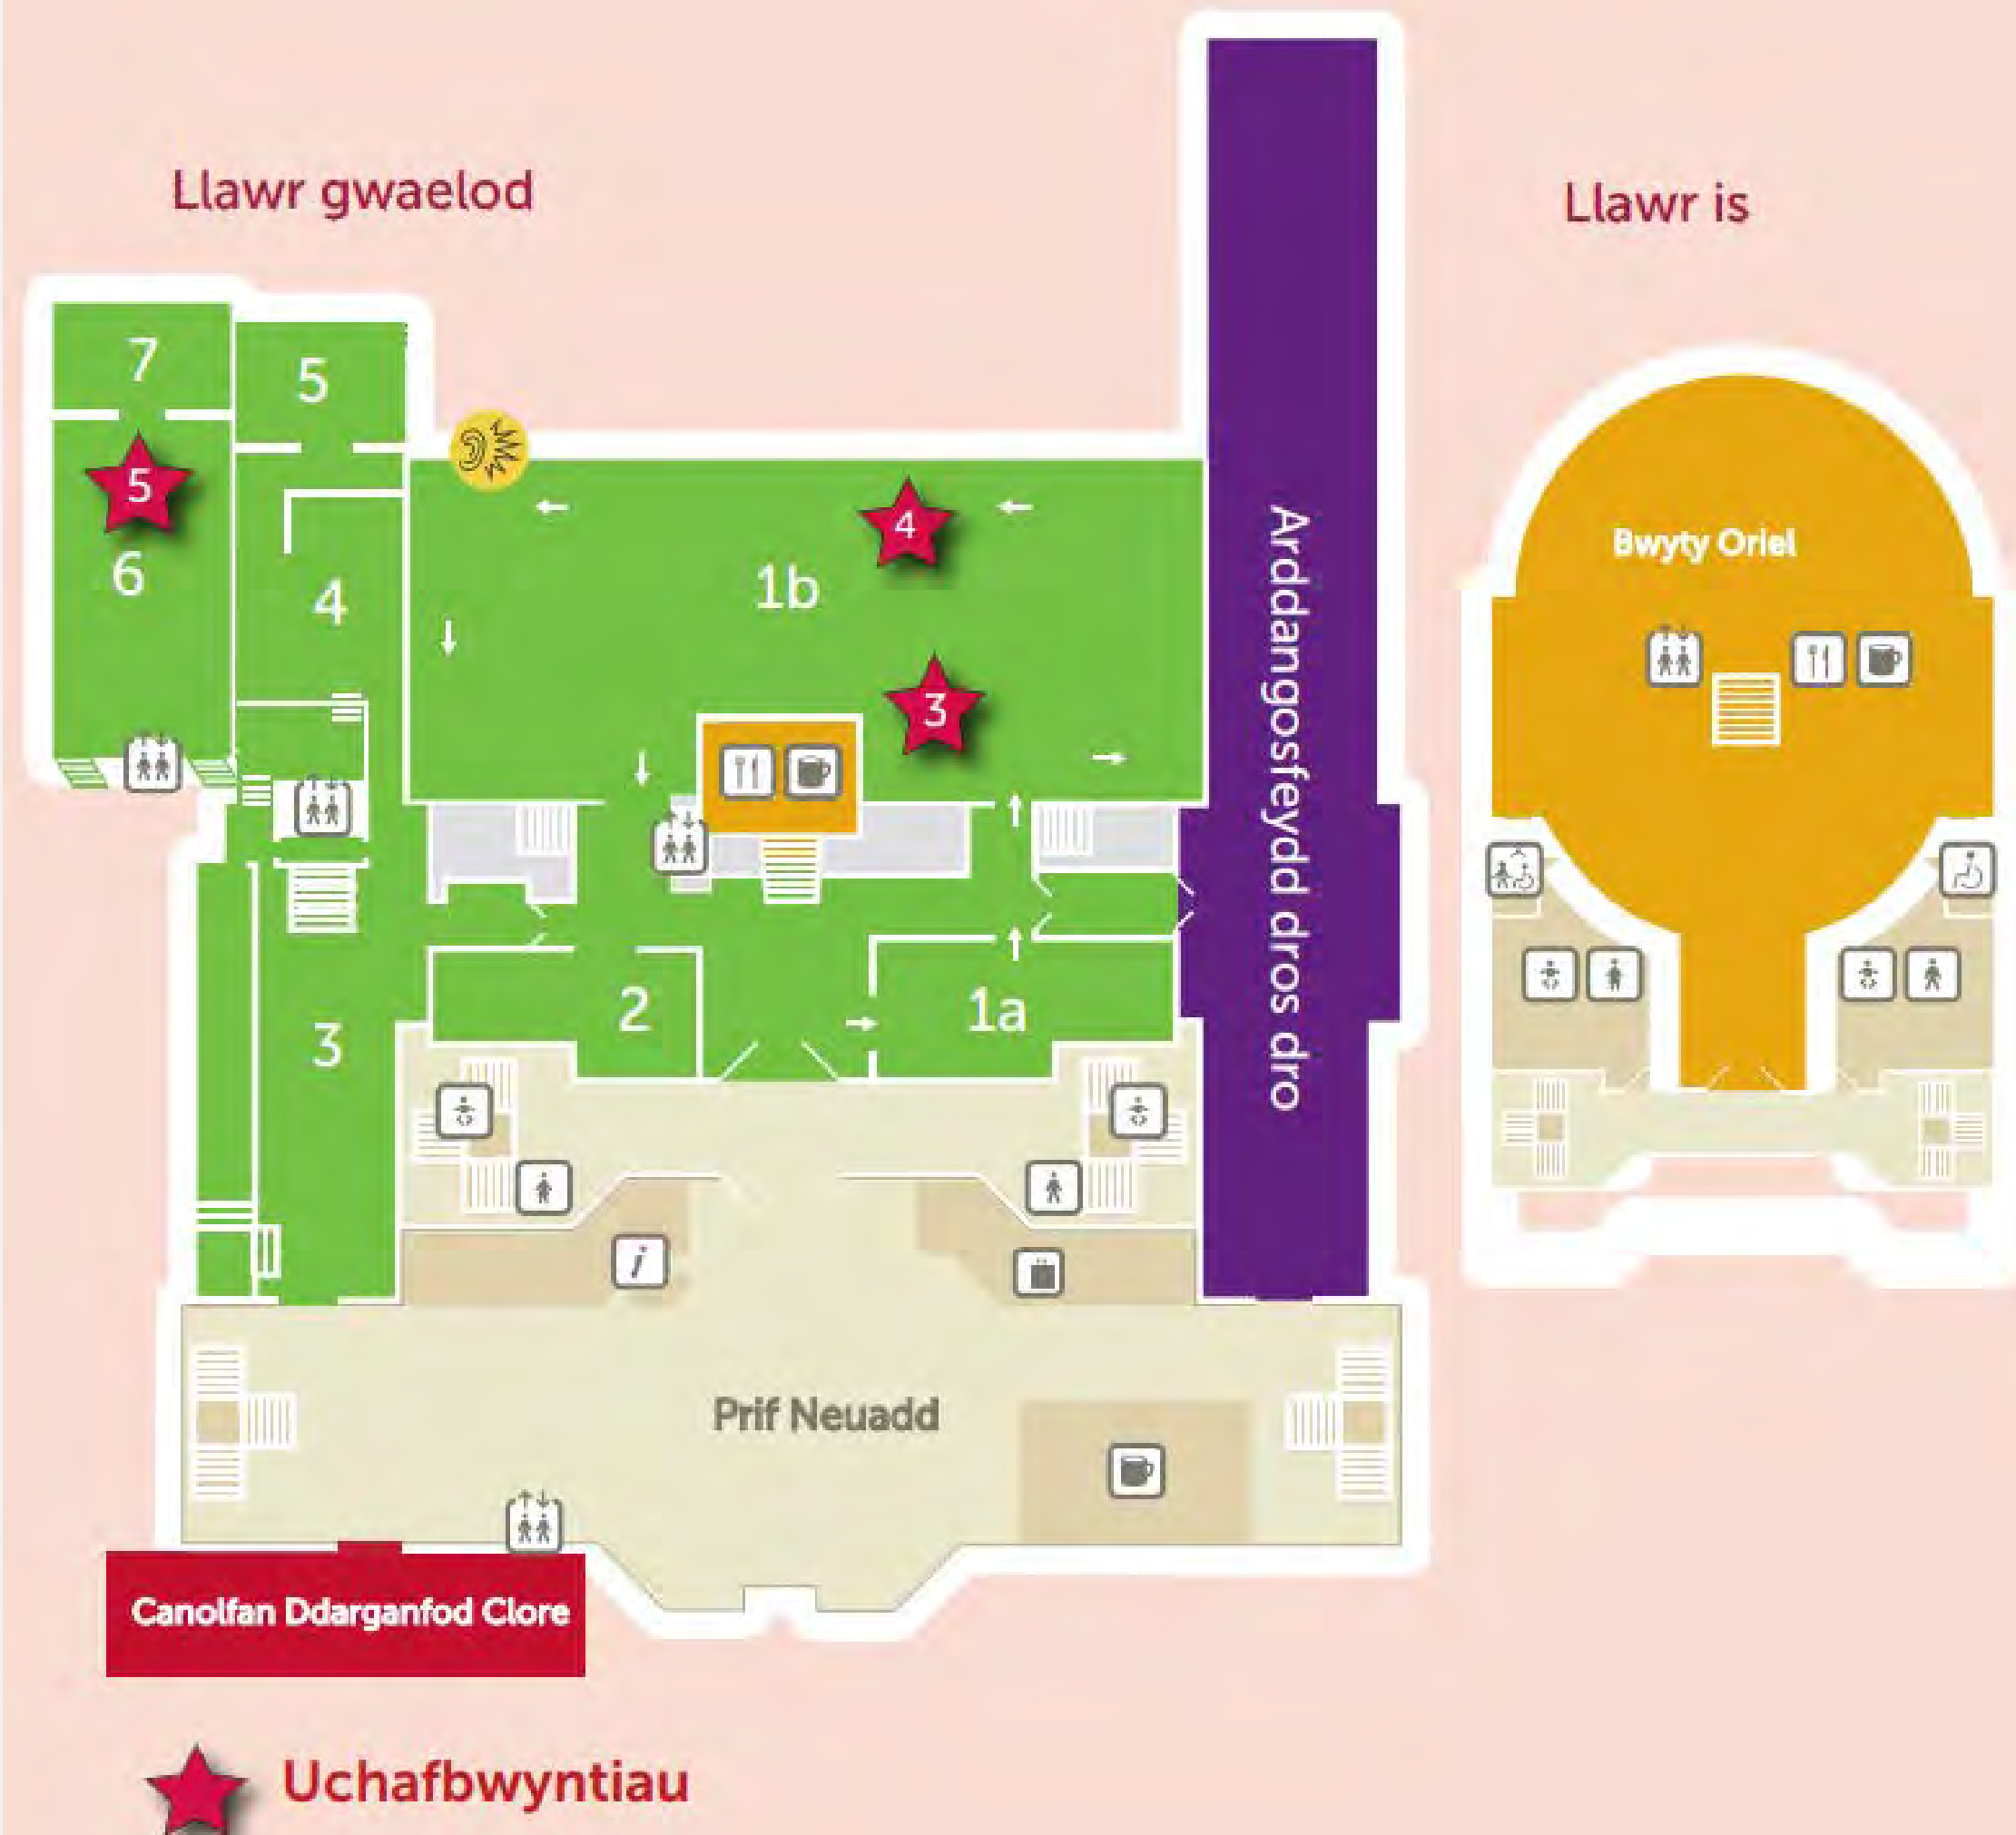 Llawr gwaelod
Llawr is
7
5
5
6
4
4
1b
3
Bwyty Oriel
Arddangosfeydd dros dro
2
1a
3
i
Prif Neuadd
Canolfan Ddarganfod Clore
Uchafbwyntiau